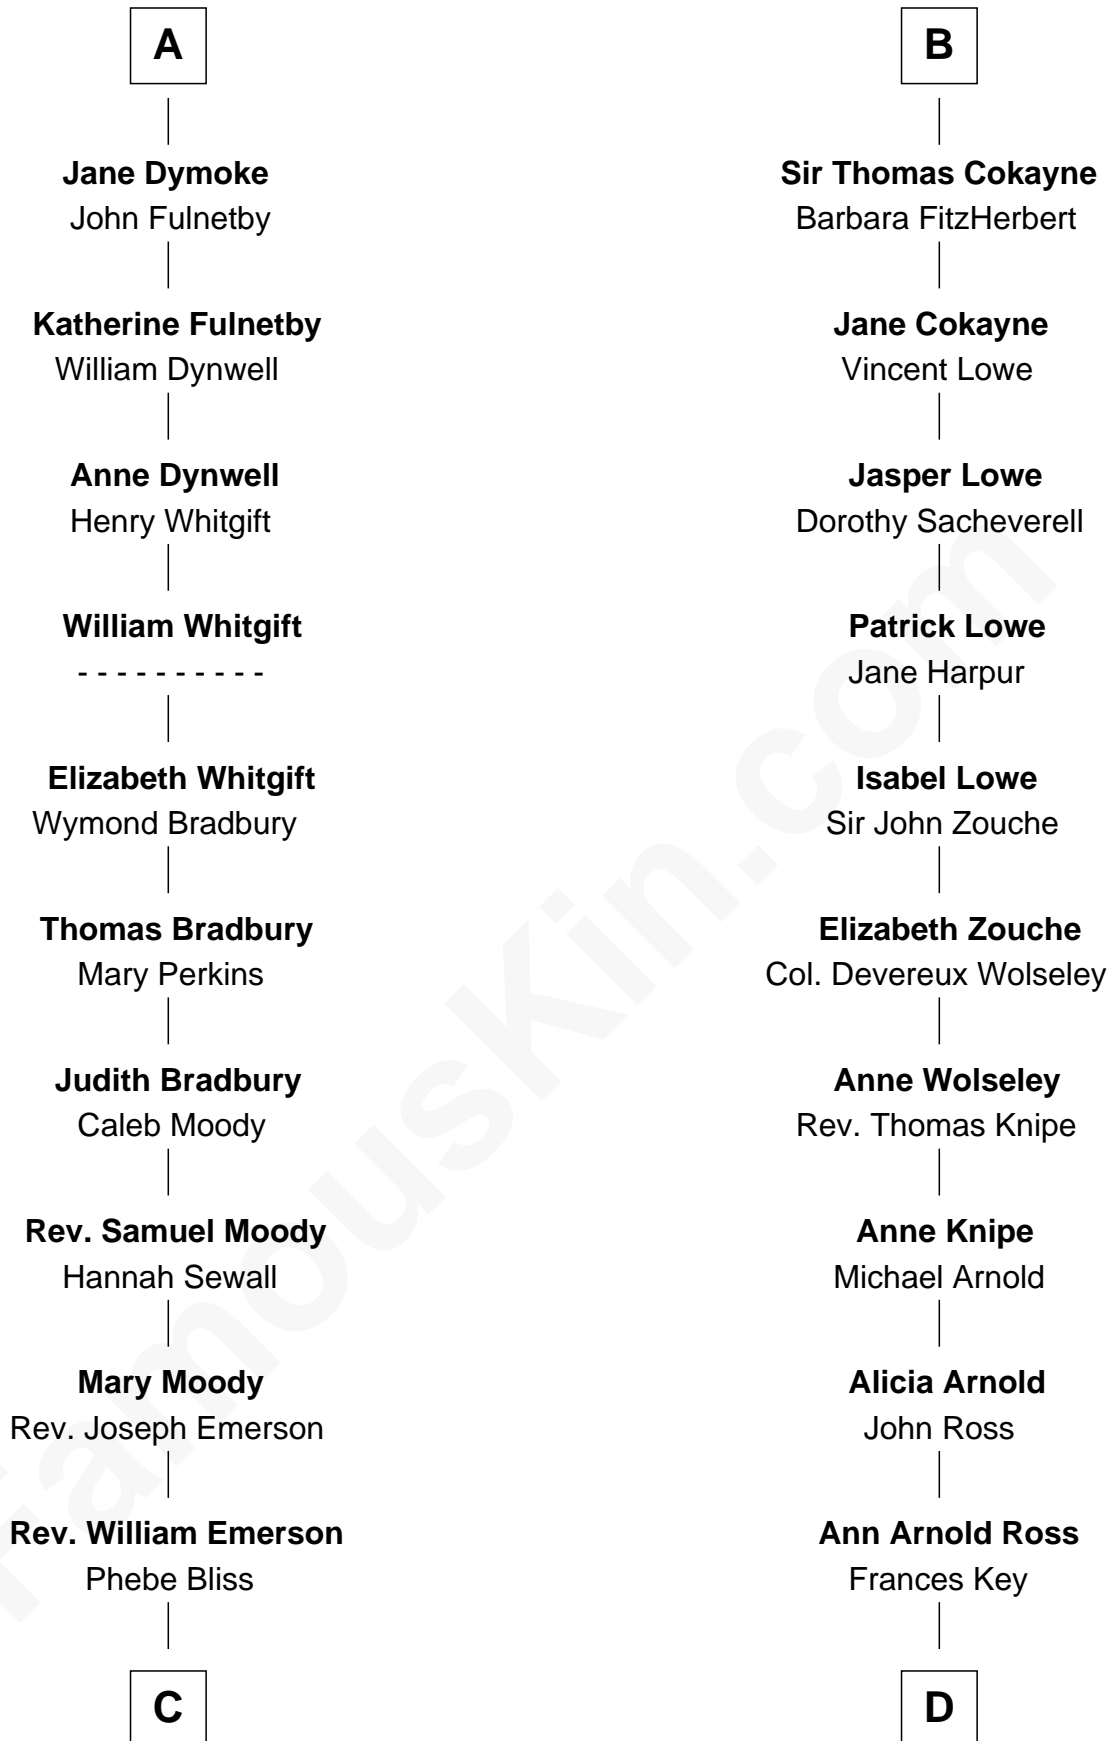 A
Jane Dymoke
John Fulnetby
Katherine Fulnetby
William Dynwell
Anne Dynwell
Henry Whitgift
William Whitgift
- - - - - - - - - -
Elizabeth Whitgift
Wymond Bradbury
Thomas Bradbury
Mary Perkins
Judith Bradbury
Caleb Moody
Rev. Samuel Moody
Hannah Sewall
Mary Moody
Rev. Joseph Emerson
Rev. William Emerson
Phebe Bliss
C
B
Sir Thomas Cokayne
Barbara FitzHerbert
Jane Cokayne
Vincent Lowe
Jasper Lowe
Dorothy Sacheverell
Patrick Lowe
Jane Harpur
Isabel Lowe
Sir John Zouche
Elizabeth Zouche
Col. Devereux Wolseley
Anne Wolseley
Rev. Thomas Knipe
Anne Knipe
Michael Arnold
Alicia Arnold
John Ross
Ann Arnold Ross
Frances Key
D
FamousKin.com